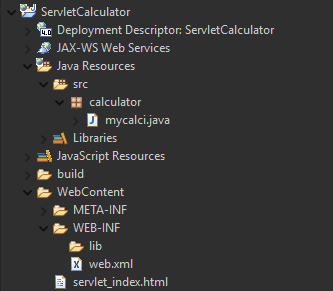 ServletCalculator
Deployment Descriptor: ServletCalculator
JAX-WS Web Services
Java Resources
src
calculator
mycalci.java
Libraries
JavaScript Resources
build
WebContent
META-INF
WEB-INF
lib
web.xml
servlet_index.html